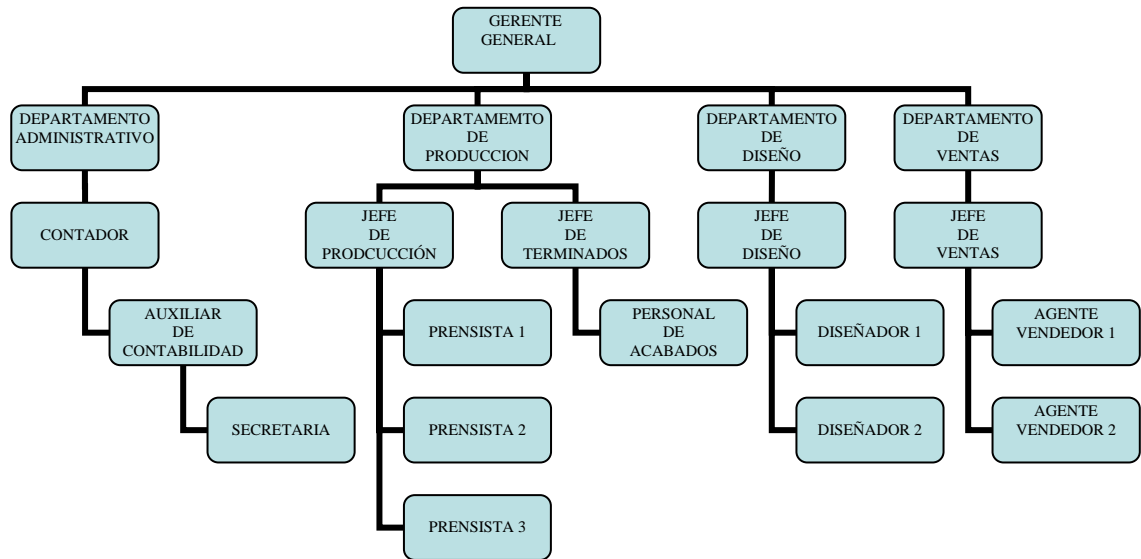 GERENTE
GENERAL
DEPARTAMENTO
ADMINISTRATIVO
DEPARTAMEMTO
DE
PRODUCCION
DEPARTAMENTO
DE
DISEÑO
DEPARTAMENTO
DE
VENTAS
CONTADOR
JEFE
DE
PRODCUCCIÓN
JEFE
DE
TERMINADOS
JEFE
DE
DISEÑO
JEFE
DE
VENTAS
AUXILIAR
DE
CONTABILIDAD
PRENSISTA 1
PERSONAL
DE
ACABADOS
DISEÑADOR 1
AGENTE
VENDEDOR 1
SECRETARIA
PRENSISTA 2
DISEÑADOR 2
AGENTE
VENDEDOR 2
PRENSISTA 3